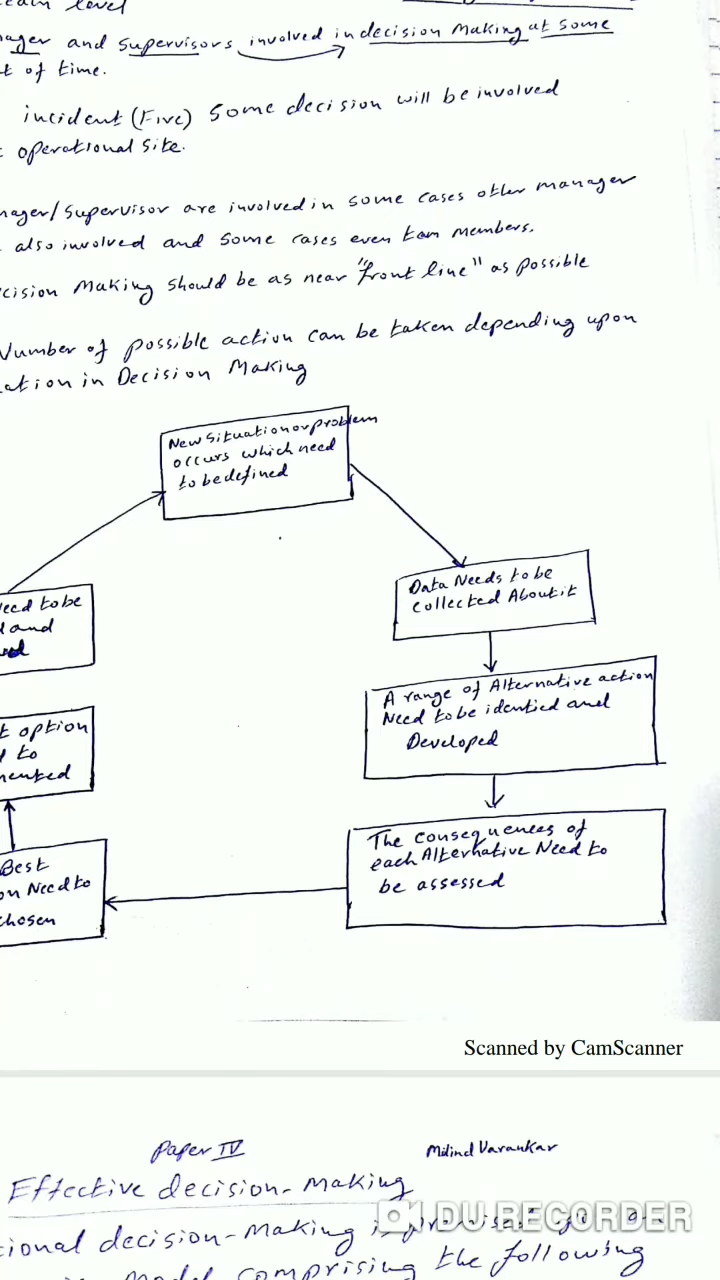 team level
ager and supervisors involved in decision making at some
t of time.
incident (Five) some decision will be involved
operational site.
nager/supervisor are involved in some cases other manager
also involved and some cases even tam members.
cision Making should be as near "front line" as possible
Number of possible action can be taken depending upon
ation in Decision Making
New situation or problem
occurs which need
to be defined
Data Needs to be
collected About it
A range of Alternative action
Need to be identied and
Developed
The consequences of
each Alternative Need to
be assessed
Best
on Need to
chosen
t option
to
mented
eed to be
d and
Scanned by CamScanner
Paper IV
Milind Varankar
Effective decision-making
DU RECORDER
ional decision-making is
Model comprising the following